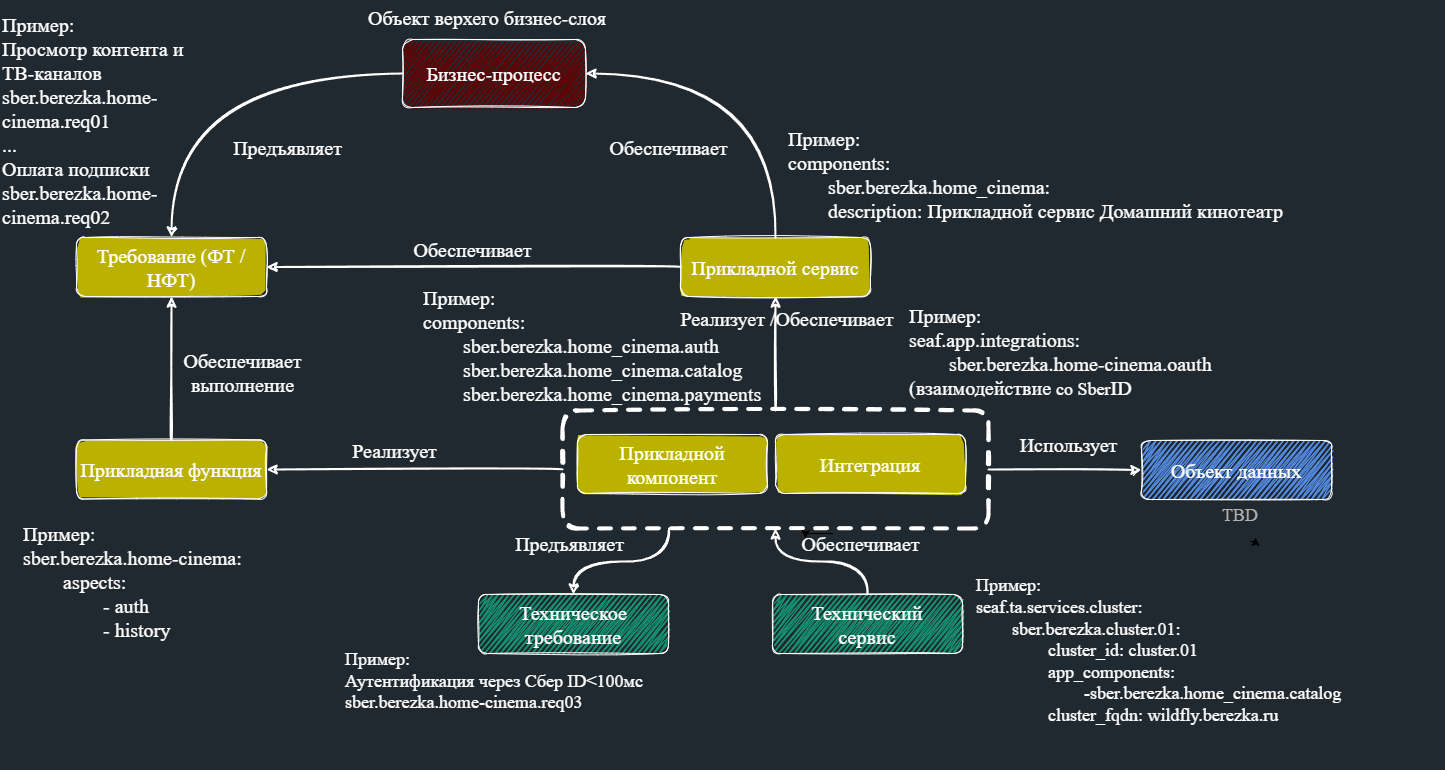 Объект верхего бизнес-слоя
Пример:
Просмотр контента и
ТВ-каналов
sber.berezka.home-
cinema.req01
...
Оплата подписки
sber.berezka.home-
cinema.req02
Бизнес-процесс
Предъявляет
Обеспечивает
Пример:
components:
sber.berezka.home_cinema:
description: Прикладной сервис Домашний кинотеатр
Требование (ФТ /
НФТ)
Обеспечивает
Прикладной сервис
Пример:
components:
sber.berezka.home_cinema.auth
sber.berezka.home_cinema.catalog
sber.berezka.home_cinema.payments
Реализует /Обеспечивает
Пример:
seaf.app.integrations:
sber.berezka.home-cinema.oauth
(взаимодействие со SberID
Обеспечивает
выполнение
Прикладная функция
Реализует
Прикладной
компонент
Интеграция
Использует
Объект данных
TBD
Пример:
sber.berezka.home-cinema:
aspects:
- auth
- history
Предъявляет
Обеспечивает
Техническое
требование
Технический
сервис
Пример:
Аутентификация через Сбер ID<100мс
sber.berezka.home-cinema.req03
Пример:
seaf.ta.services.cluster:
sber.berezka.cluster.01:
cluster_id: cluster.01
app_components:
-sber.berezka.home_cinema.catalog
cluster_fqdn: wildfly.berezka.ru